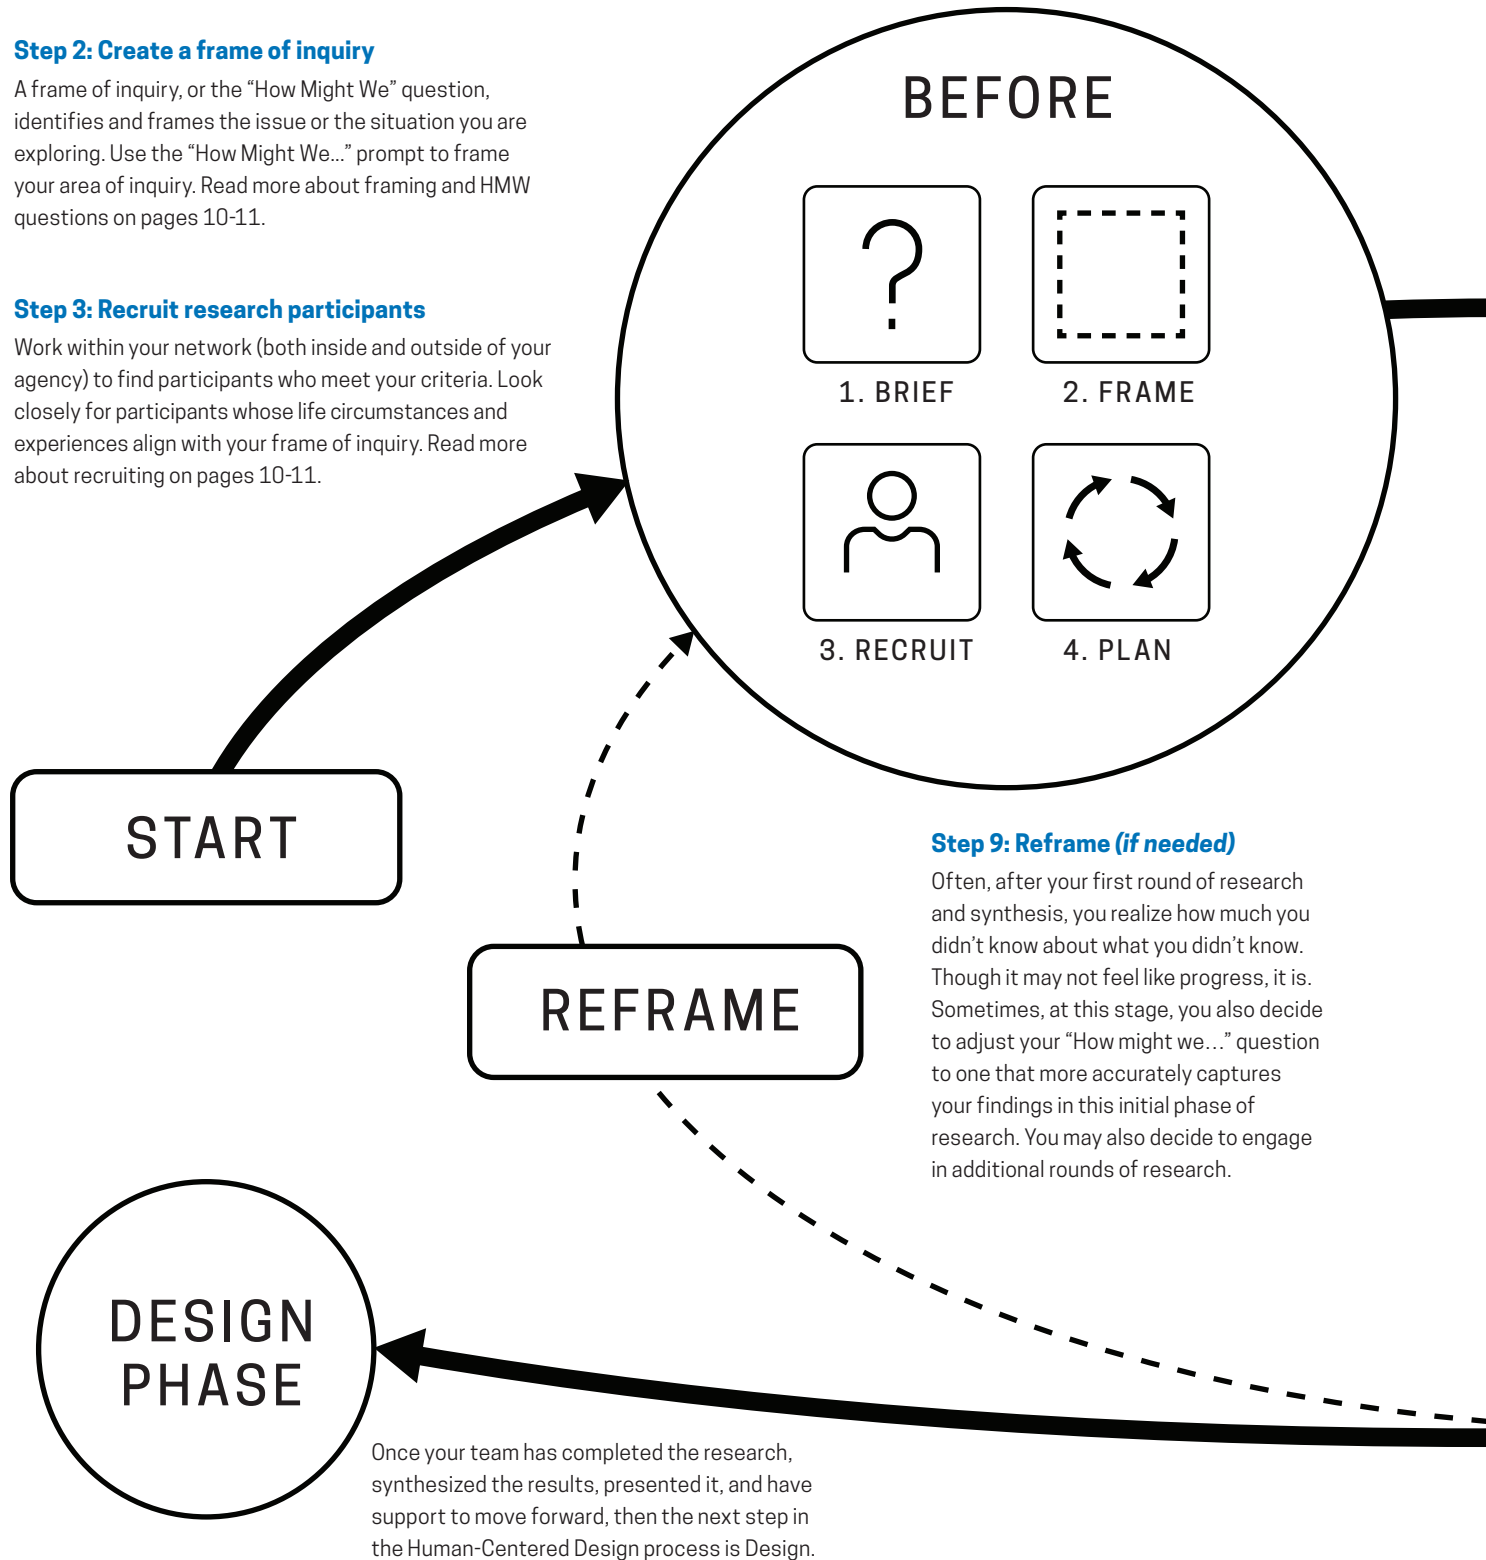 Step 2: Create a frame of inquiry
A frame of inquiry, or the “How Might We” question,
identifies and frames the issue or the situation you are
exploring. Use the “How Might We...” prompt to frame
your area of inquiry. Read more about framing and HMW
questions on pages 10-11.
Step 3: Recruit research participants
Work within your network (both inside and outside of your
agency) to find participants who meet your criteria. Look
closely for participants whose life circumstances and
experiences align with your frame of inquiry. Read more
about recruiting on pages 10-11.
BEFORE
?
1. BRIEF
2. FRAME
3. RECRUIT
4. PLAN
START
REFRAME
Step 9: Reframe (if needed)
Often, after your first round of research
and synthesis, you realize how much you
didn’t know about what you didn’t know.
Though it may not feel like progress, it is.
Sometimes, at this stage, you also decide
to adjust your “How might we…” question
to one that more accurately captures
your findings in this initial phase of
research. You may also decide to engage
in additional rounds of research.
DESIGN
PHASE
Once your team has completed the research,
synthesized the results, presented it, and have
support to move forward, then the next step in
the Human-Centered Design process is Design.